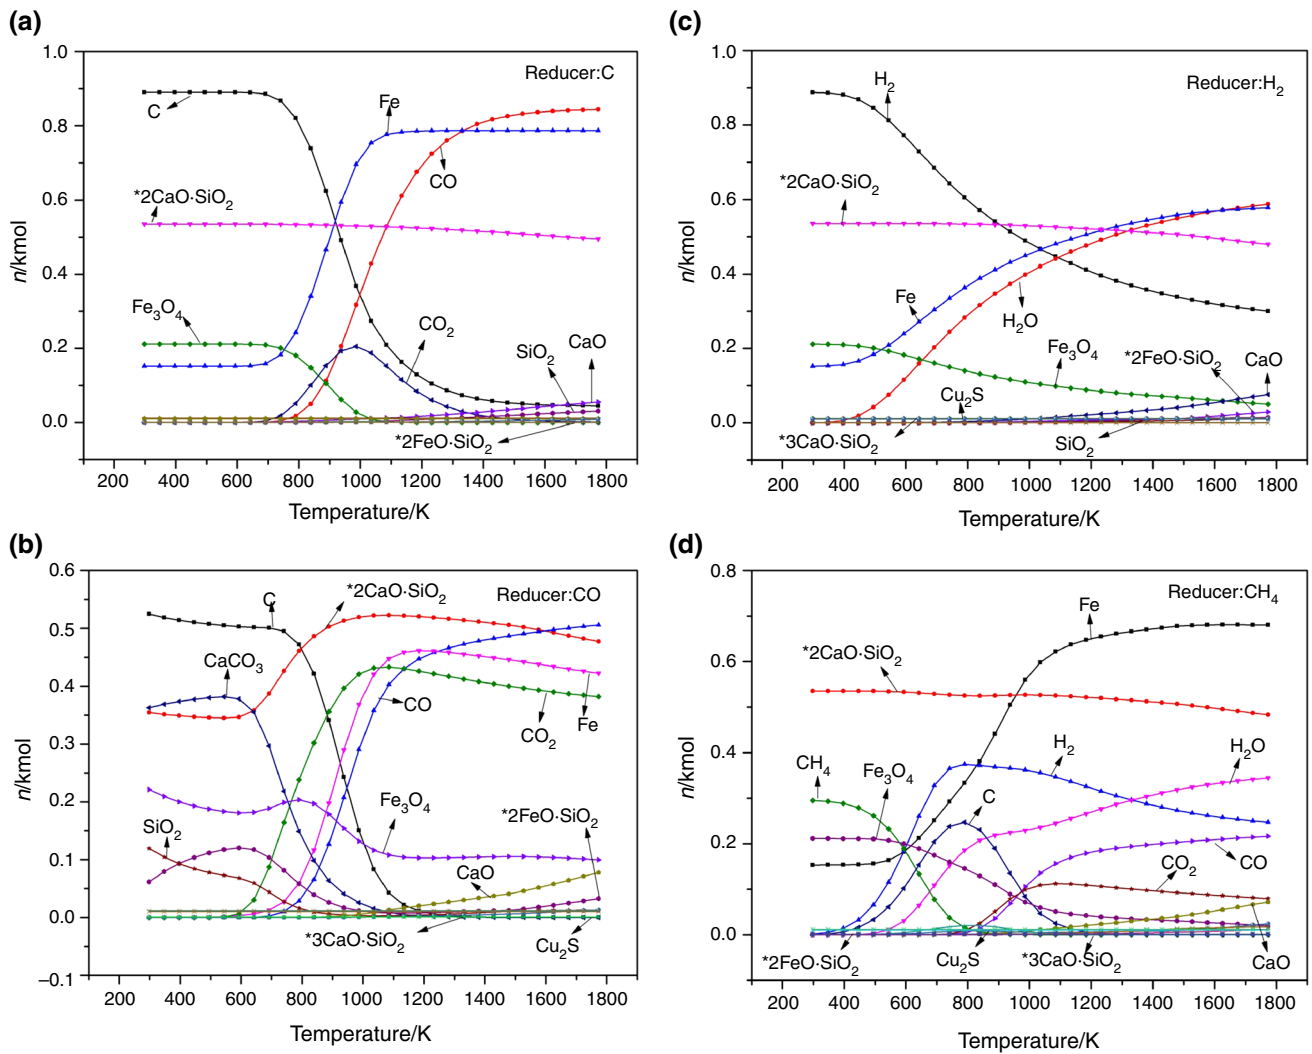 (a)
1.0
0.8
0.6
0.4
0.2
0.0
n/kmol
Reducer:C
C
Fe
CO
*2CaO·SiO2
Fe3O4
CO2
SiO2
CaO
*2FeO·SiO2
200 400 600 800 1000 1200 1400 1600 1800
Temperature/K
(c)
1.0
0.8
0.6
0.4
0.2
0.0
n/kmol
Reducer:H2
H2
*2CaO·SiO2
Fe
H2O
Fe3O4
*2FeO·SiO2
CaO
Cu2S
*3CaO·SiO2
SiO2
200 400 600 800 1000 1200 1400 1600 1800
Temperature/K
(b)
0.6
0.5
0.4
0.3
0.2
0.1
0.0
−0.1
n/kmol
Reducer:CO
C
*2CaO·SiO2
CaCO3
CO
CO2
Fe
Fe3O4
*2FeO·SiO2
SiO2
CaO
*3CaO·SiO2
Cu2S
200 400 600 800 1000 1200 1400 1600 1800
Temperature/K
(d)
0.8
0.6
0.4
0.2
0.0
n/kmol
Reducer:CH4
Fe
*2CaO·SiO2
CH4
Fe3O4
H2
H2O
C
CO2
CO
*2FeO·SiO2
Cu2S
*3CaO·SiO2
CaO
200 400 600 800 1000 1200 1400 1600 1800
Temperature/K